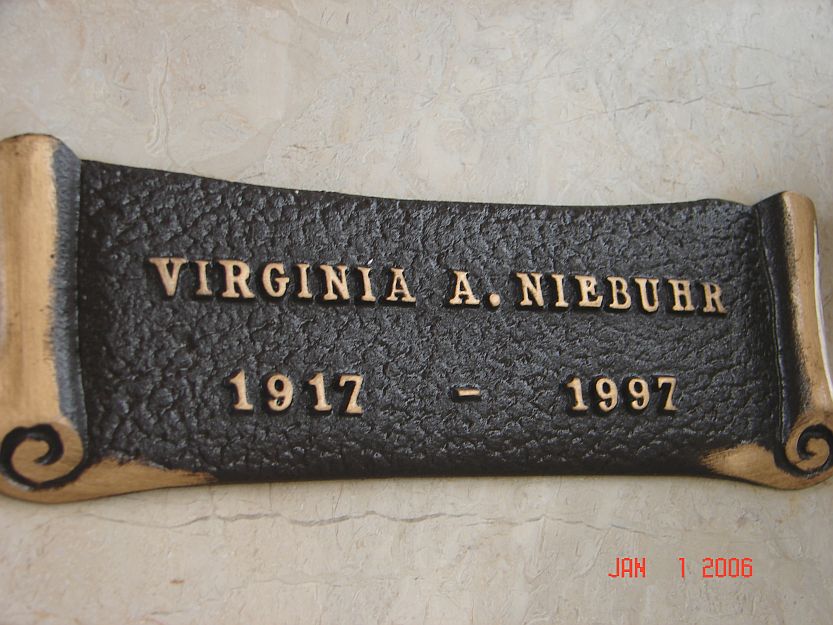 VIRGINIA A. NIEBUHR
1917 - 1997
JAN 1 2006